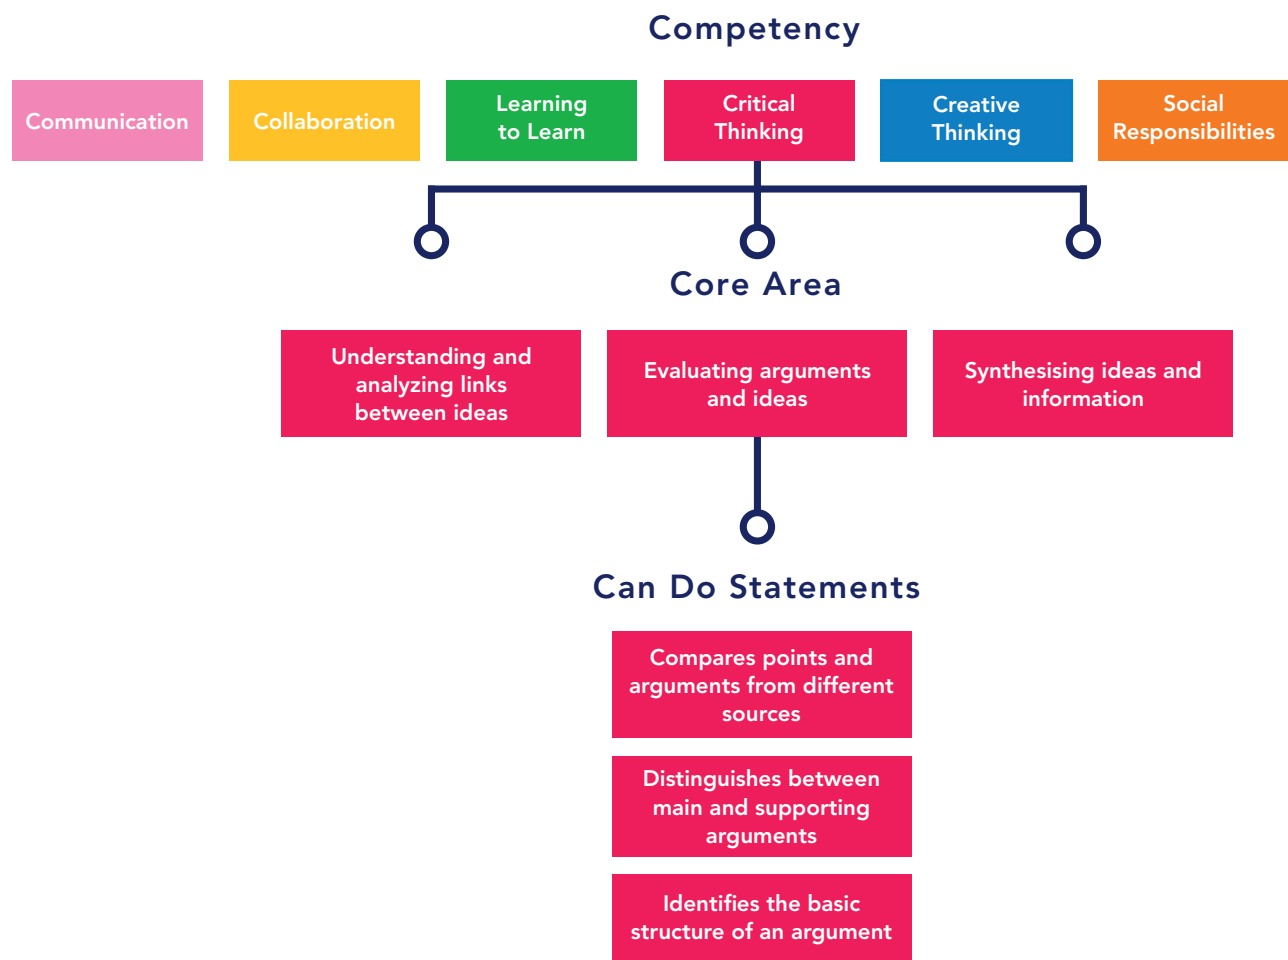 Competency
Communication
Collaboration
Learning
to Learn
Critical
Thinking
Creative
Thinking
Social
Responsibilities
Core Area
Understanding and
analyzing links
between ideas
Evaluating arguments
and ideas
Synthesising ideas and
information
Can Do Statements
Compares points and
arguments from different
sources
Distinguishes between
main and supporting
arguments
Identifies the basic
structure of an argument